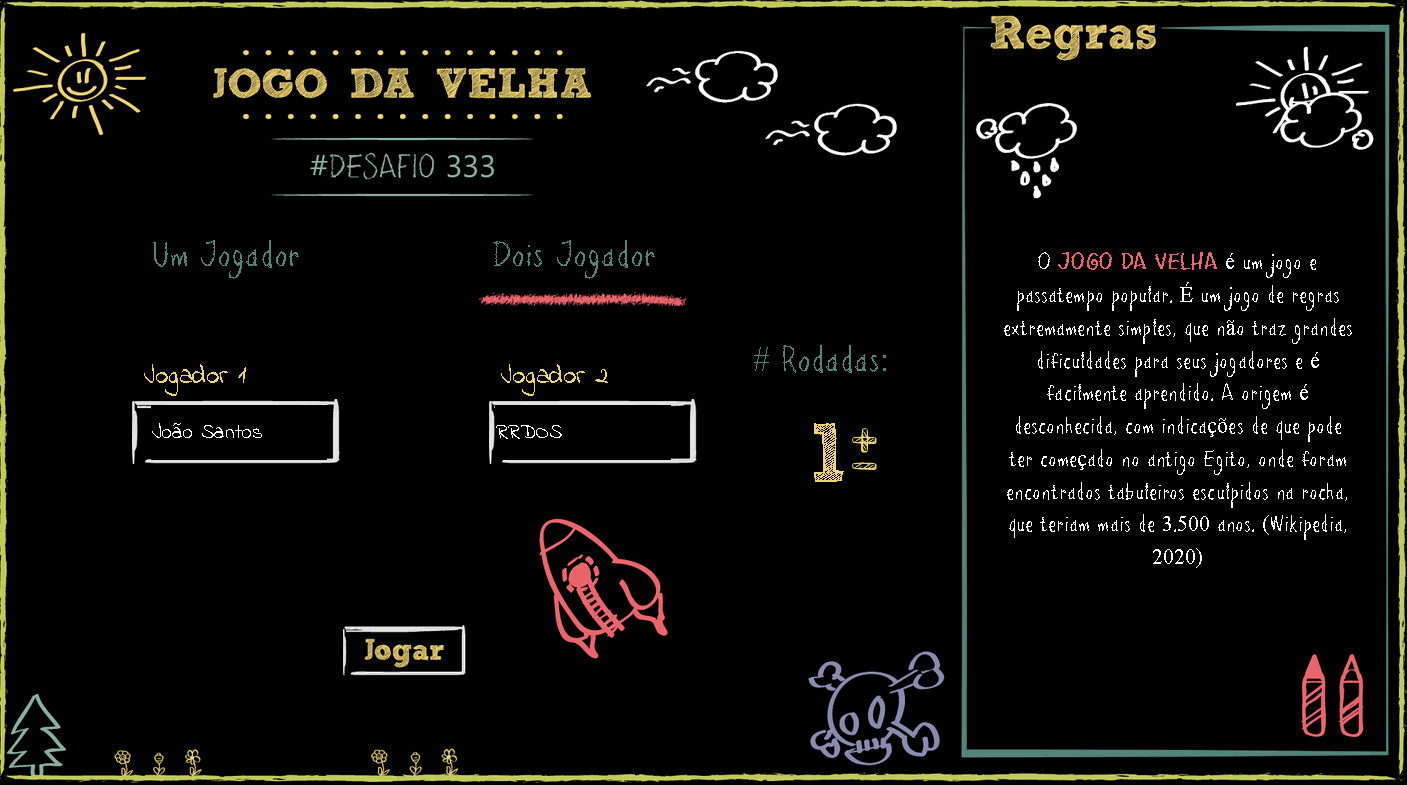 JOGO DA VELHA
#DESAFIO 333
Um Jogador
Dois Jogador
Jogador 1
João Santos
Jogador 2
RRDOS
# Rodadas:
1±
Jogar
Regras
O JOGO DA VELHA é um jogo e
passatempo popular. É um jogo de regras
extremamente simples, que não traz grandes
dificuldades para seus jogadores e é
facilmente aprendido. A origem é
desconhecida, com indicações de que pode
ter começado no antigo Egito, onde foram
encontrados tabuleiros esculpidos na rocha,
que teriam mais de 3.500 anos. (Wikipedia,
2020)